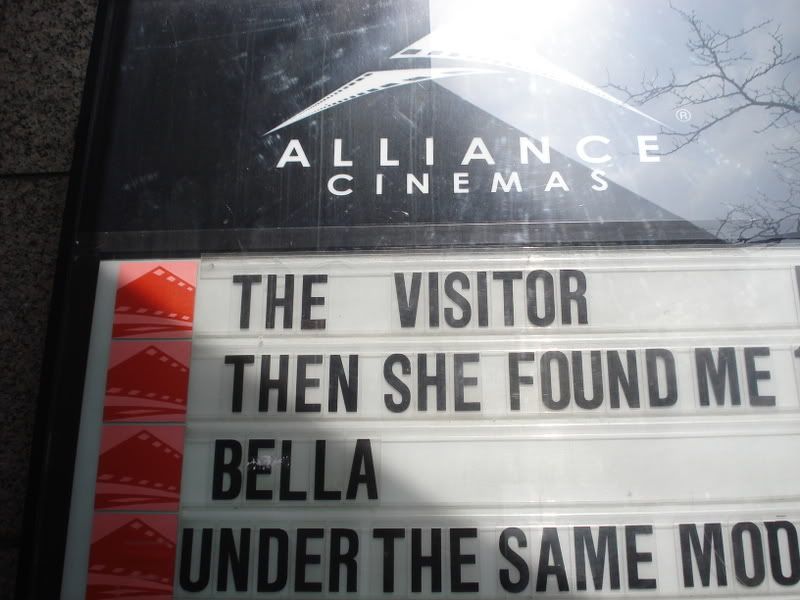 ®
ALLIANCE
CINEMAS
THE VISITOR
THEN SHE FOUND ME
BELLA
UNDER THE SAME MOO